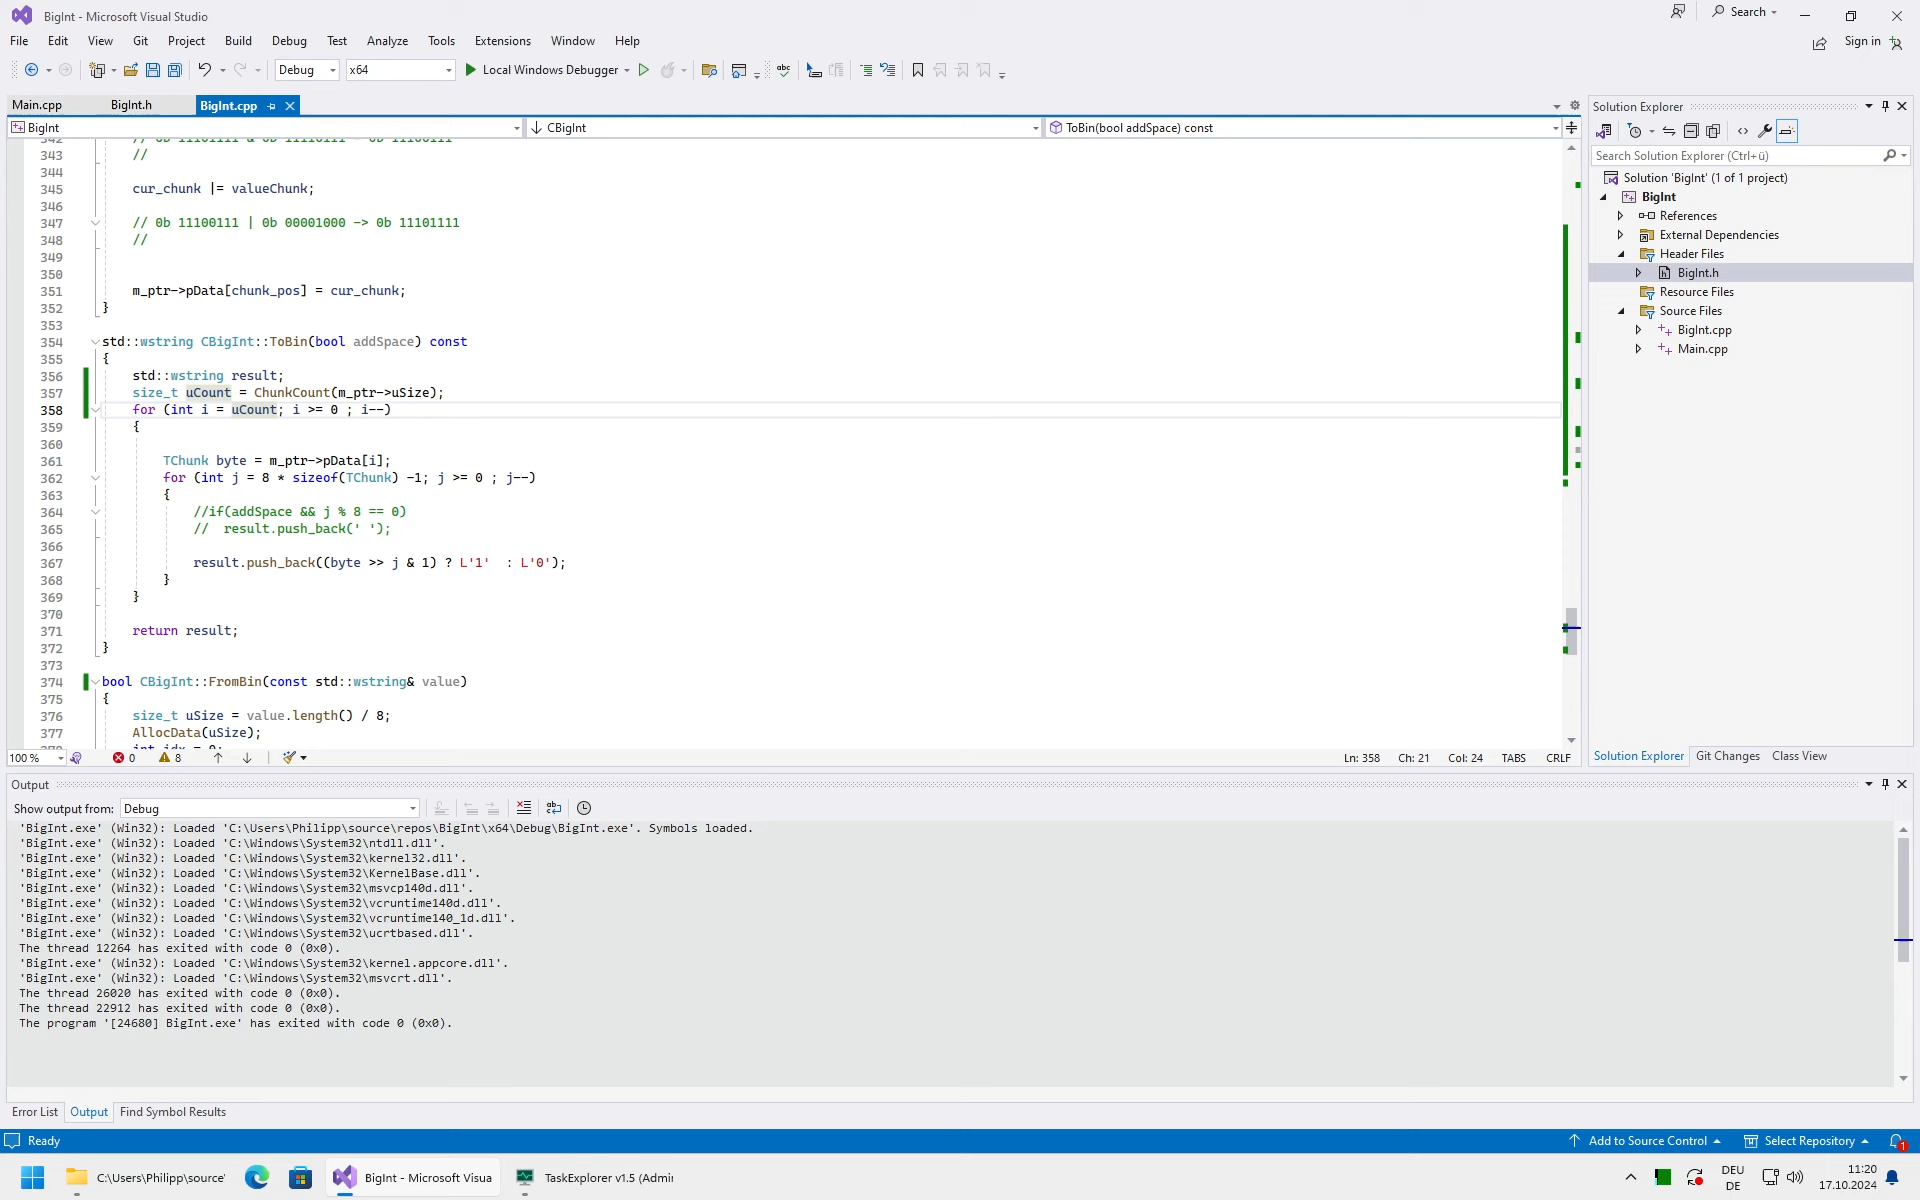 BigInt - Microsoft Visual Studio
Search
File Edit View Git Project Build Debug Test Analyze Tools Extensions Window Help
Sign in
Debug x64 Local Windows Debugger
Main.cpp BigInt.h BigInt.cpp
BigInt CBigInt ToBin(bool addSpace) const
343 //
344
345 cur_chunk |= valueChunk;
346
347 // 0b 11100111 | 0b 00001000 -> 0b 11101111
348 //
349
350
351 m_ptr->pData[chunk_pos] = cur_chunk;
352 }
353
354 std::wstring CBigInt::ToBin(bool addSpace) const
355 {
356 std::wstring result;
357 size_t uCount = ChunkCount(m_ptr->uSize);
358 for (int i = uCount; i >= 0 ; i--)
359 {
360
361 TChunk byte = m_ptr->pData[i];
362 for (int j = 8 * sizeof(TChunk) -1; j >= 0 ; j--)
363 {
364 //if(addSpace && j % 8 == 0)
365 // result.push_back(' ');
366
367 result.push_back((byte >> j & 1) ? L'1' : L'0');
368 }
369 }
370
371 return result;
372 }
373
374 bool CBigInt::FromBin(const std::wstring& value)
375 {
376 size_t uSize = value.length() / 8;
377 AllocData(uSize);
100 % 0 8 Ln: 358 Ch: 21 Col: 24 TABS CRLF
Solution Explorer
Search Solution Explorer (Ctrl+ü)
Solution 'BigInt' (1 of 1 project)
BigInt
References
External Dependencies
Header Files
BigInt.h
Resource Files
Source Files
BigInt.cpp
Main.cpp
Solution Explorer Git Changes Class View
Output
Show output from: Debug
'BigInt.exe' (Win32): Loaded 'C:\Users\Philipp\source\repos\BigInt\x64\Debug\BigInt.exe'. Symbols loaded.
'BigInt.exe' (Win32): Loaded 'C:\Windows\System32\ntdll.dll'.
'BigInt.exe' (Win32): Loaded 'C:\Windows\System32\kernel32.dll'.
'BigInt.exe' (Win32): Loaded 'C:\Windows\System32\KernelBase.dll'.
'BigInt.exe' (Win32): Loaded 'C:\Windows\System32\msvcp140d.dll'.
'BigInt.exe' (Win32): Loaded 'C:\Windows\System32\vcruntime140d.dll'.
'BigInt.exe' (Win32): Loaded 'C:\Windows\System32\vcruntime140_1d.dll'.
'BigInt.exe' (Win32): Loaded 'C:\Windows\System32\ucrtbased.dll'.
The thread 12264 has exited with code 0 (0x0).
'BigInt.exe' (Win32): Loaded 'C:\Windows\System32\kernel.appcore.dll'.
'BigInt.exe' (Win32): Loaded 'C:\Windows\System32\msvcrt.dll'.
The thread 26020 has exited with code 0 (0x0).
The thread 22912 has exited with code 0 (0x0).
The program '[24680] BigInt.exe' has exited with code 0 (0x0).
Error List Output Find Symbol Results
Ready Add to Source Control Select Repository 1
C:\Users\Philipp\source' BigInt - Microsoft Visua TaskExplorer v1.5 (Admin
DEU
DE
11:20
17.10.2024